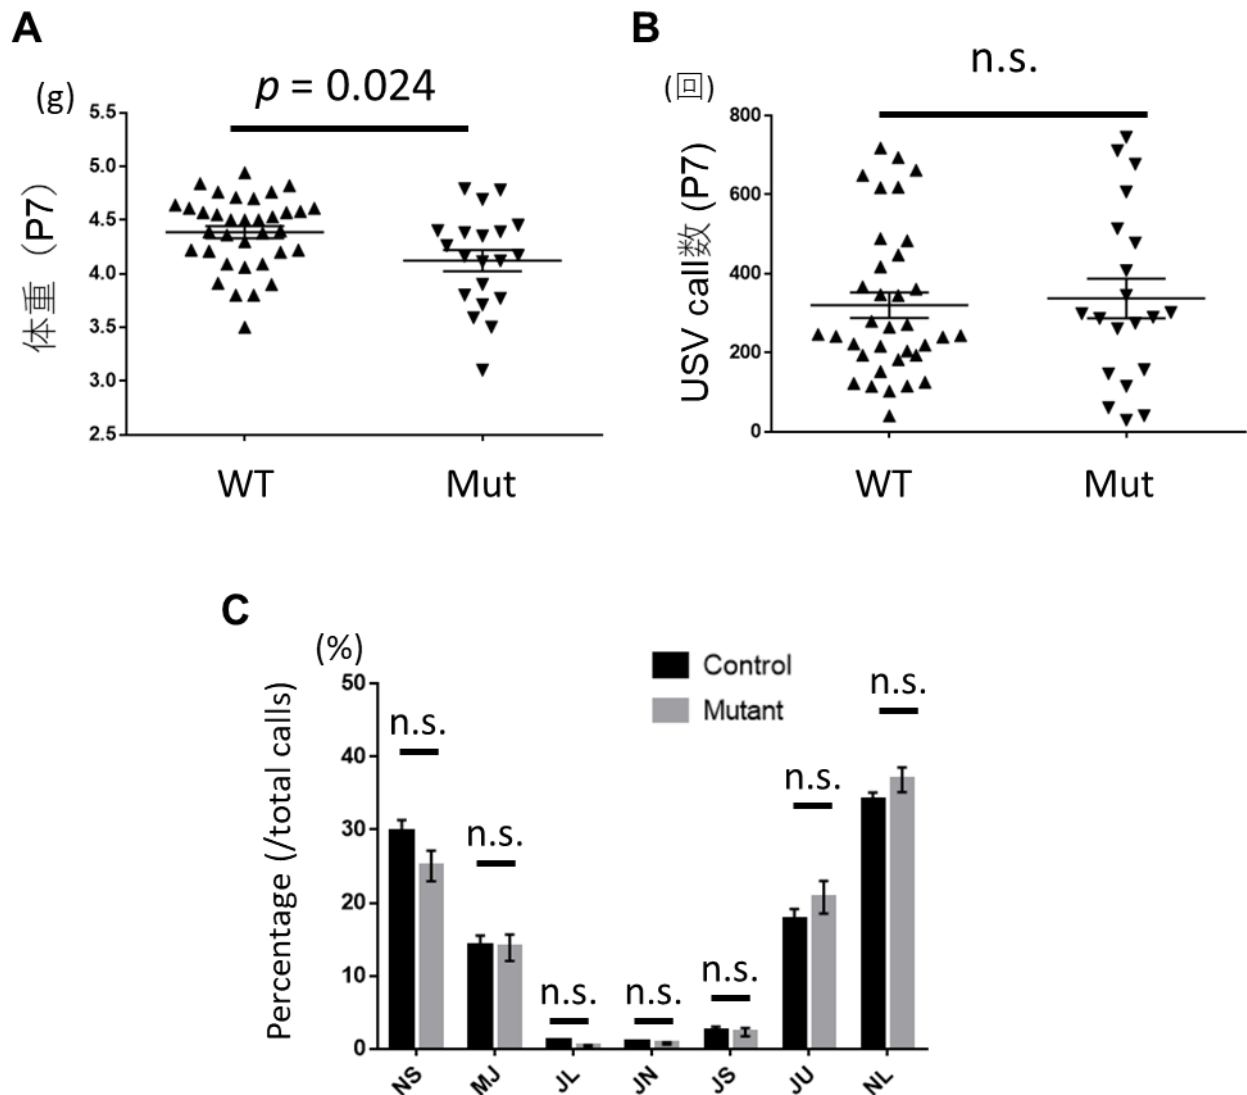 A
p = 0.024
(g)
体重（P7）
5.5
5.0
4.5
4.0
3.5
3.0
2.5
WT
Mut
B
n.s.
(回)
USV call数 (P7)
800
600
400
200
0
WT
Mut
C
(%)
Percentage (/total calls)
50
40
30
20
10
0
Control
Mutant
n.s.
n.s.
n.s.
n.s.
n.s.
n.s.
n.s.
NS
MJ
JL
JN
JS
JU
NL